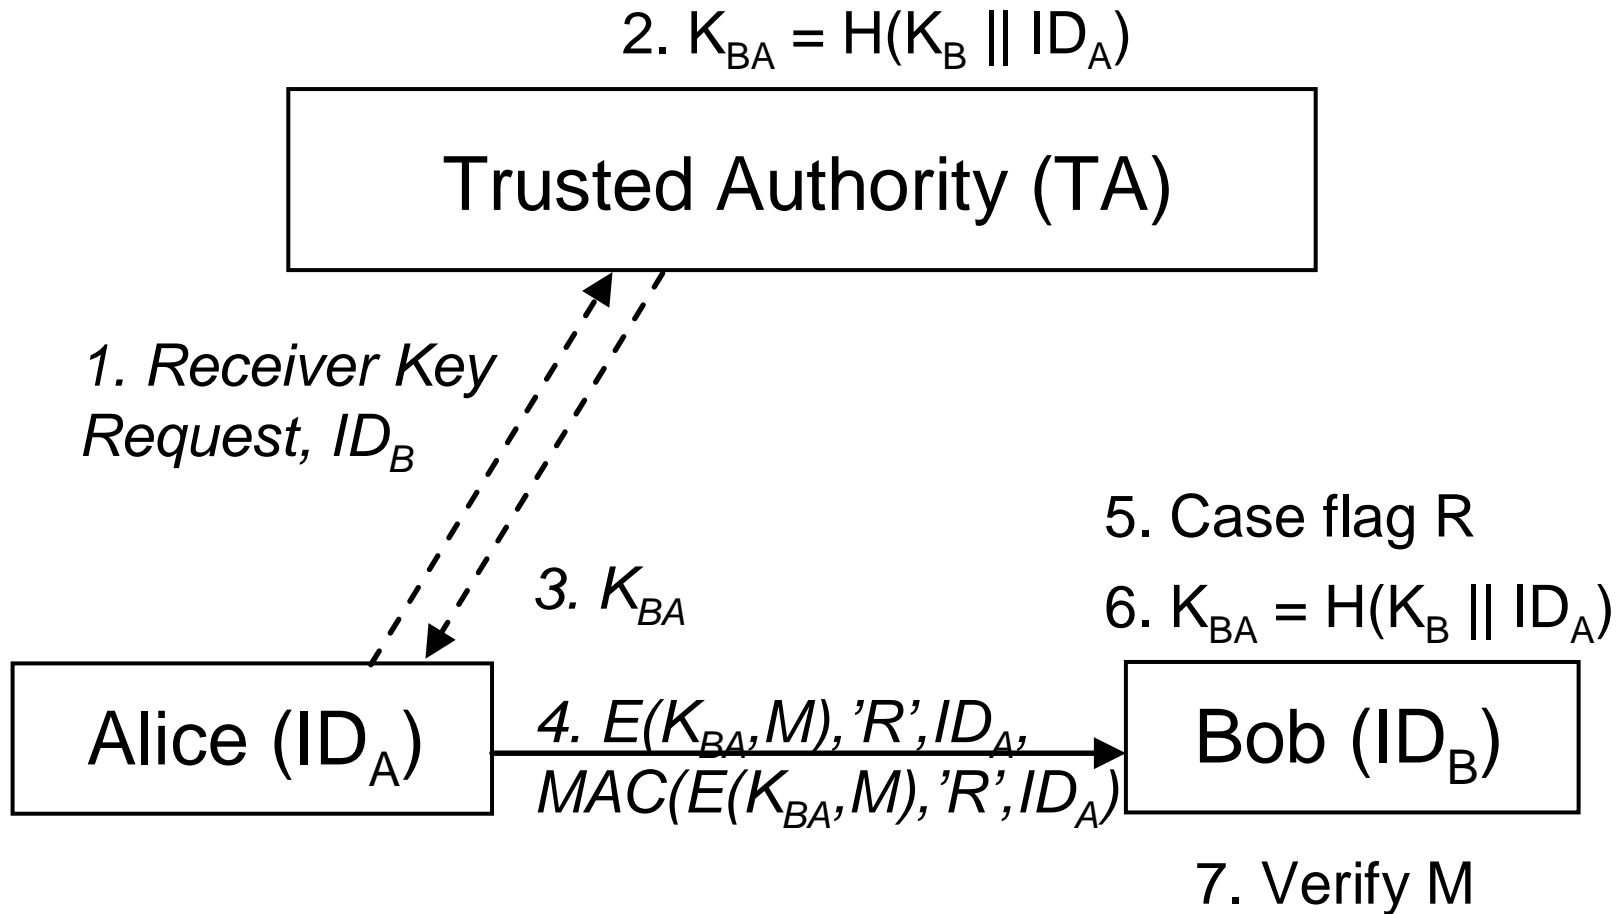 2. K_BA = H(K_B || ID_A)
Trusted Authority (TA)
1. Receiver Key
Request, ID_B
3. K_BA
5. Case flag R
6. K_BA = H(K_B || ID_A)
Alice (ID_A)
4. E(K_BA,M),’R’,ID_A,
MAC(E(K_BA,M),’R’,ID_A)
Bob (ID_B)
7. Verify M